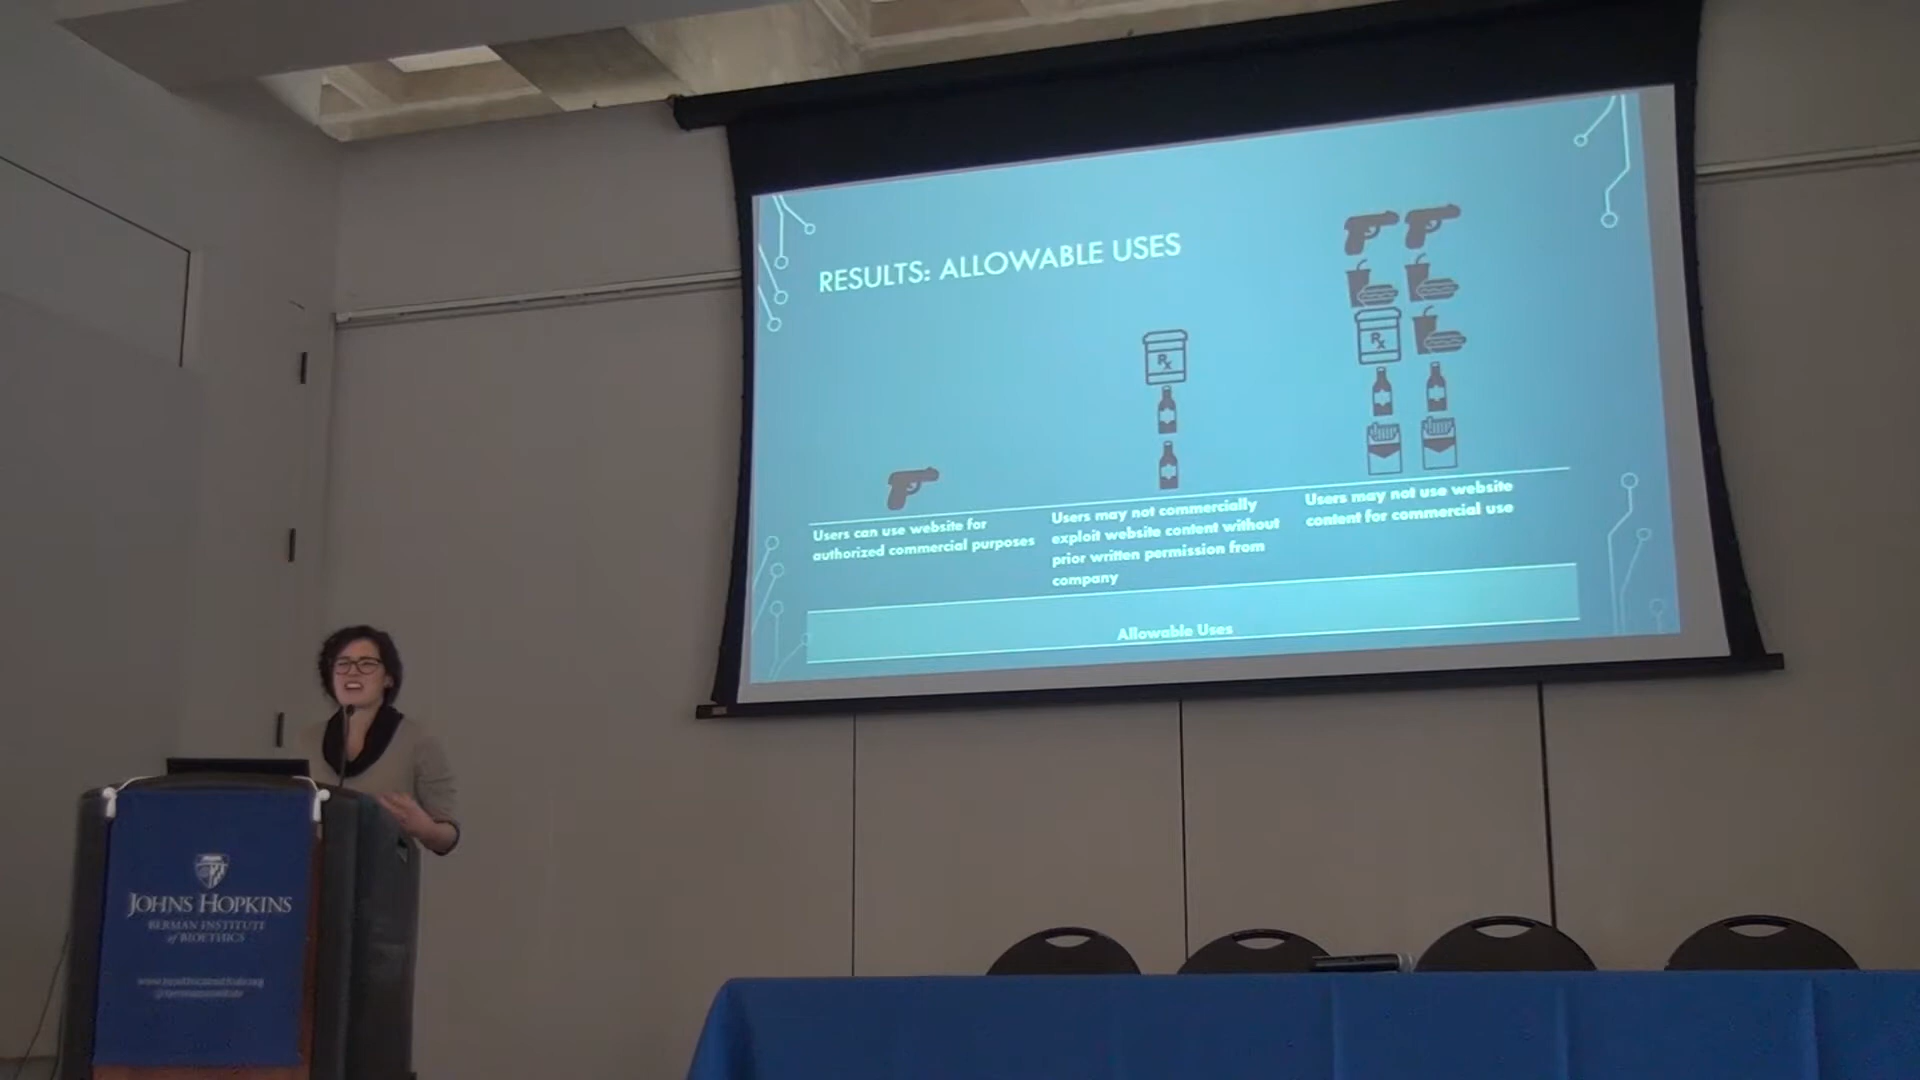 RESULTS: ALLOWABLE USES
Rx
Rx
Users can use website for
authorized commercial purposes
Users may not commercially
exploit website content without
prior written permission from
company
Users may not use website
content for commercial use
Allowable Uses
JOHNS HOPKINS
BERMAN INSTITUTE
of BIOETHICS